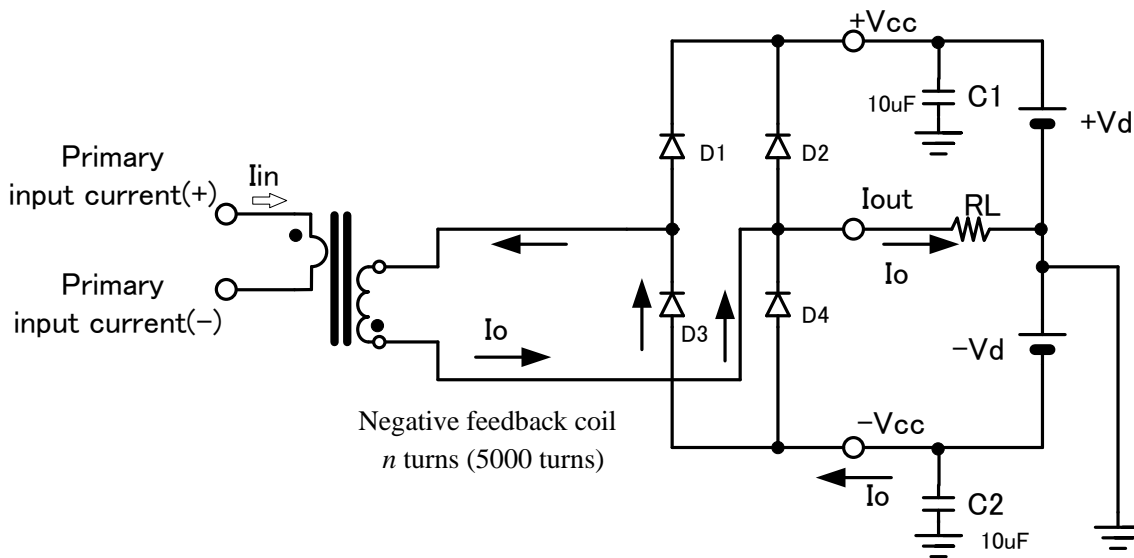 Primary
input current(+)
Iin
Primary
input current(-)
Io
Negative feedback coil
n turns (5000 turns)
D1
D2
D3
D4
+Vcc
10uF
C1
+Vd
Iout
RL
Io
-Vd
-Vcc
Io
C2
10uF